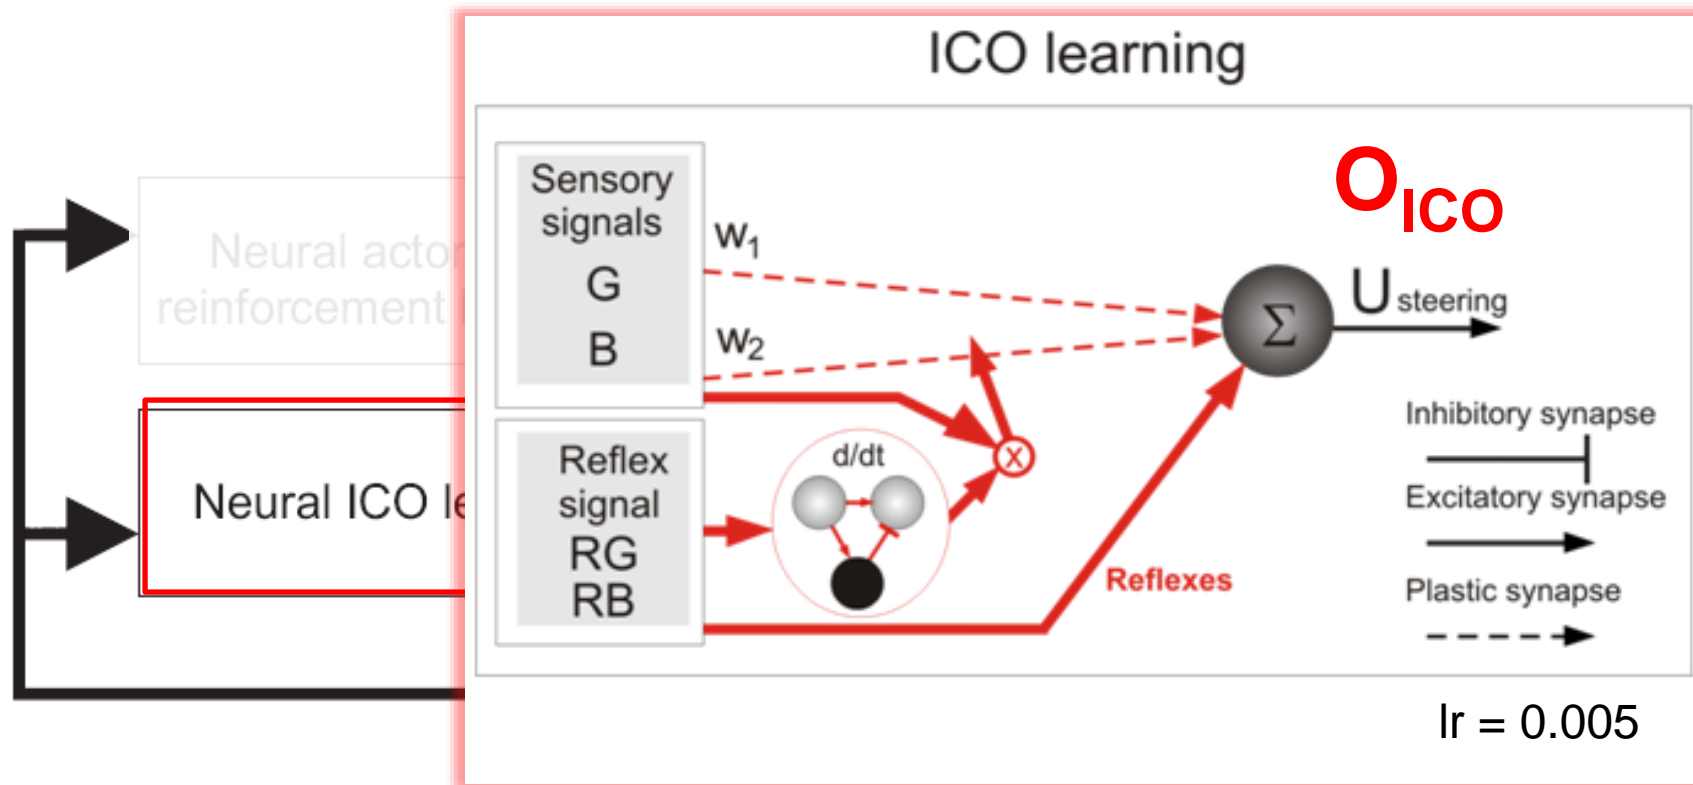 ICO learning
Neural actor
reinforcement
Neural ICO le
Sensory
signals
G
B
Reflex
signal
RG
RB
w1
w2
d/dt
X
Reflexes
Σ
OICO
U steering
Inhibitory synapse
Excitatory synapse
Plastic synapse
lr = 0.005